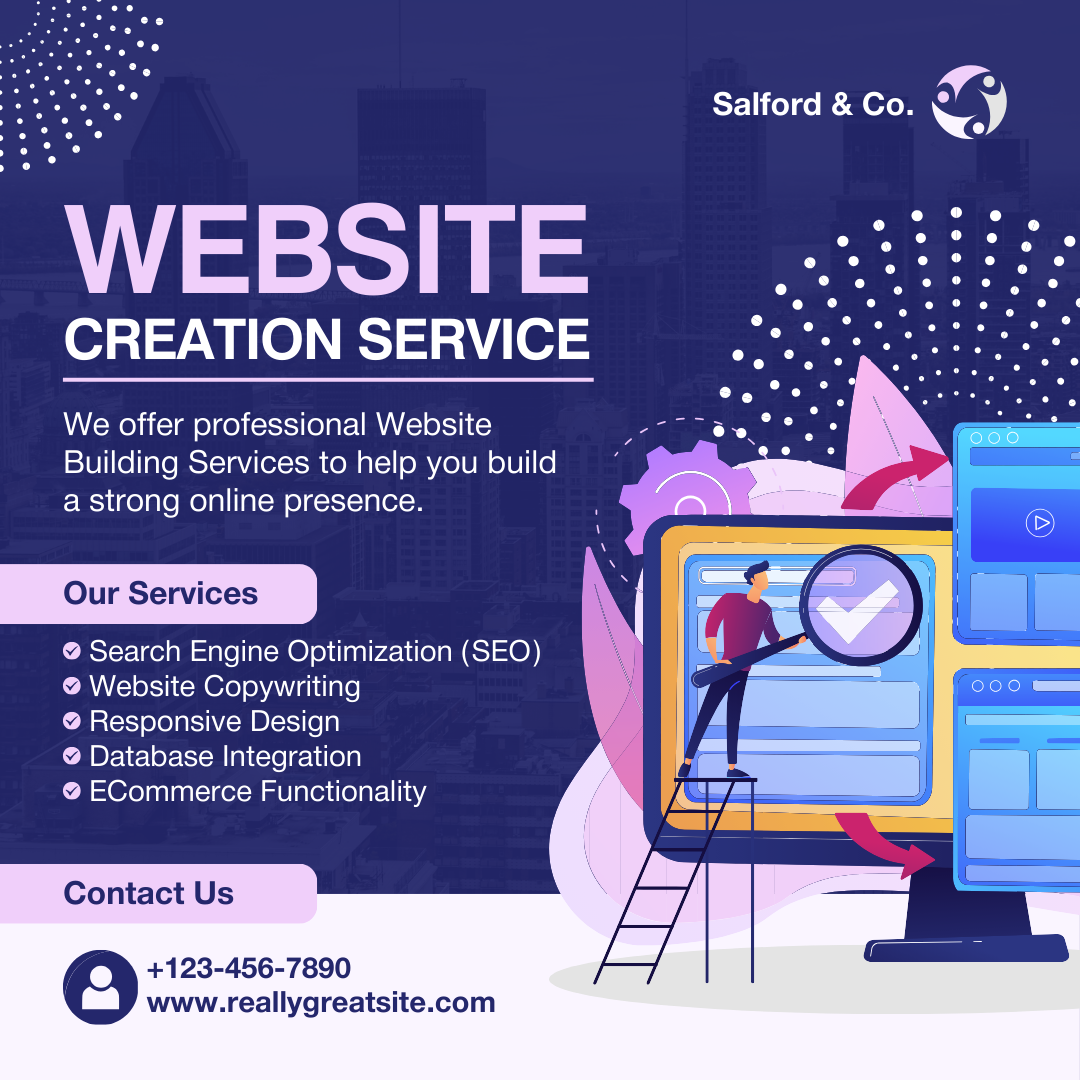 Salford & Co.
WEBSITE
CREATION SERVICE
We offer professional Website
Building Services to help you build
a strong online presence.
Our Services
Search Engine Optimization (SEO)
Website Copywriting
Responsive Design
Database Integration
ECommerce Functionality
Contact Us
+123-456-7890
www.reallygreatsite.com